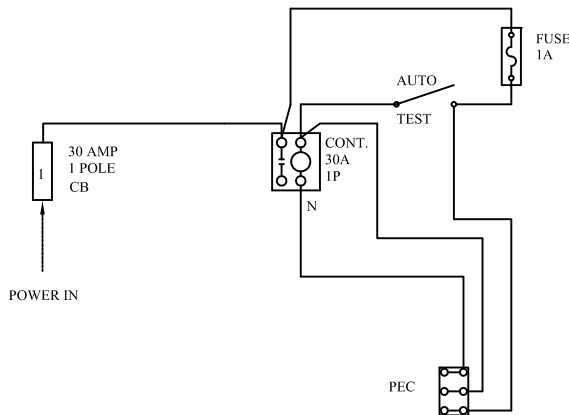 FUSE
1A
AUTO
TEST
30 AMP
1 POLE
CB
1
CONT.
30A
1P
N
POWER IN
PEC